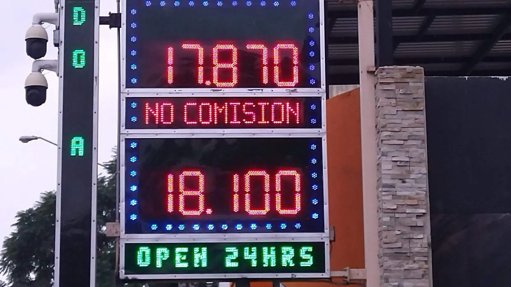 D
O
A
17.870
NO COMISION
18.100
OPEN 24HRS